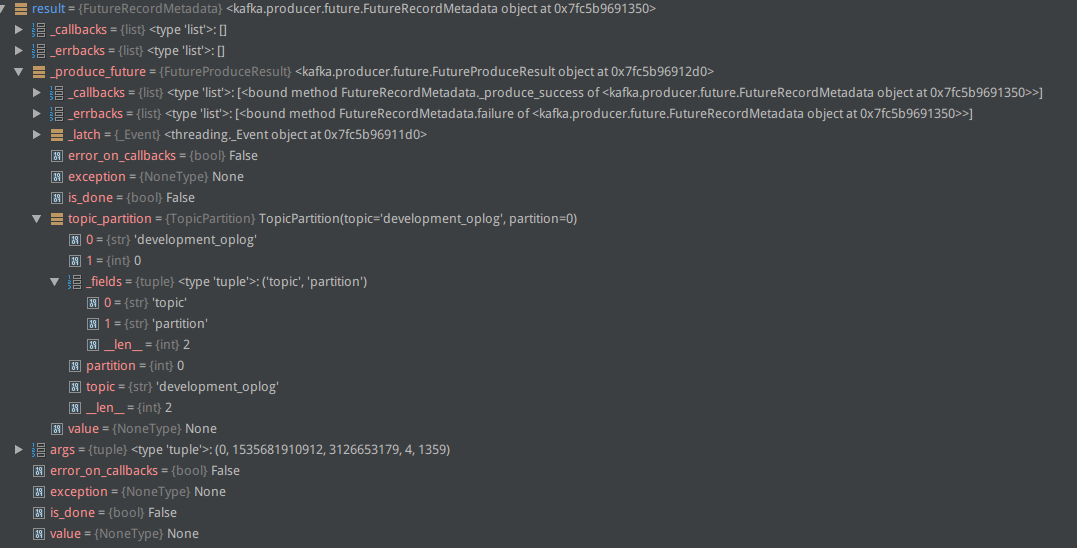 result = {FutureRecordMetadata} <kafka.producer.future.FutureRecordMetadata object at 0x7fc5b9691350>
_callbacks = {list} <type 'list'>: []
_errbacks = {list} <type 'list'>: []
_produce_future = {FutureProduceResult} <kafka.producer.future.FutureProduceResult object at 0x7fc5b96912d0>
_callbacks = {list} <type 'list'>: [<bound method FutureRecordMetadata._produce_success of <kafka.producer.future.FutureRecordMetadata object at 0x7fc5b9691350>>]
_errbacks = {list} <type 'list'>: [<bound method FutureRecordMetadata.failure of <kafka.producer.future.FutureRecordMetadata object at 0x7fc5b9691350>>]
_latch = {_Event} <threading._Event object at 0x7fc5b96911d0>
error_on_callbacks = {bool} False
exception = {NoneType} None
is_done = {bool} False
topic_partition = {TopicPartition} TopicPartition(topic='development_oplog', partition=0)
0 = {str} 'development_oplog'
1 = {int} 0
_fields = {tuple} <type 'tuple'>: ('topic', 'partition')
0 = {str} 'topic'
1 = {str} 'partition'
__len__ = {int} 2
partition = {int} 0
topic = {str} 'development_oplog'
__len__ = {int} 2
value = {NoneType} None
args = {tuple} <type 'tuple'>: (0, 1535681910912, 3126653179, 4, 1359)
error_on_callbacks = {bool} False
exception = {NoneType} None
is_done = {bool} False
value = {NoneType} None